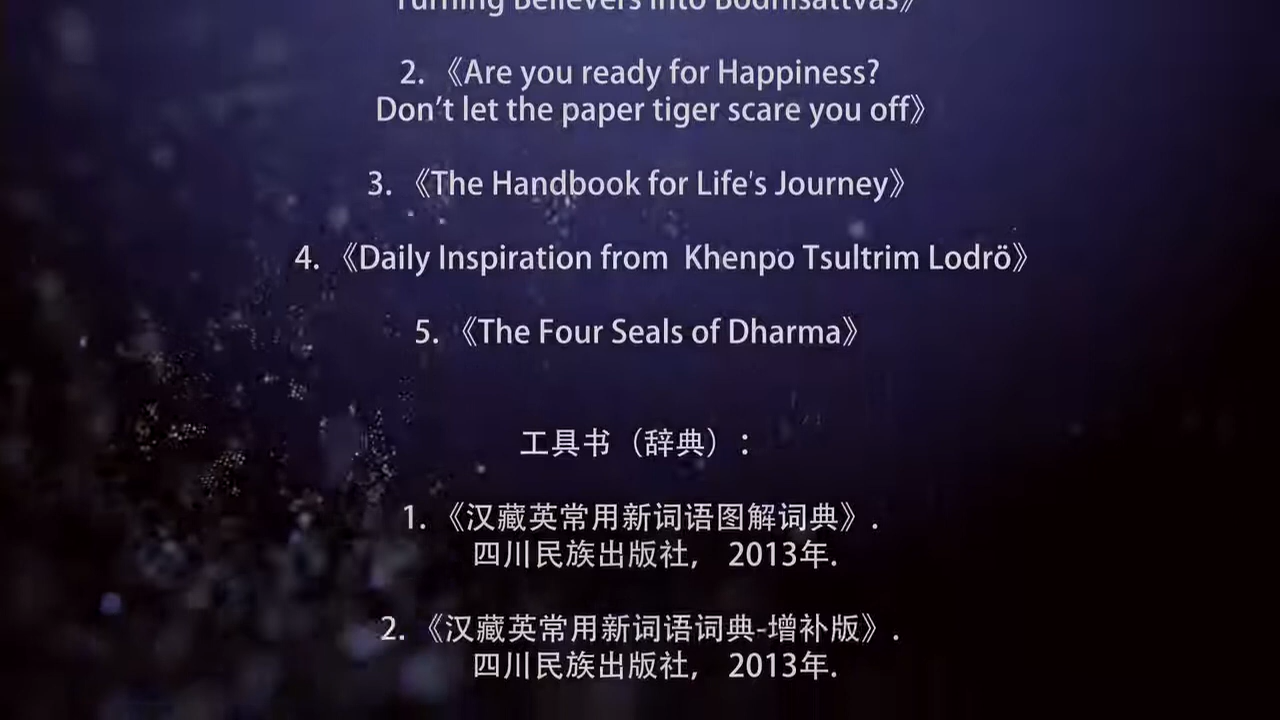 Turning Believers into Bodhisattvas》
2. 《Are you ready for Happiness?
Don’t let the paper tiger scare you off》
3. 《The Handbook for Life's Journey》
4. 《Daily Inspiration from  Khenpo Tsultrim Lodrö》
5. 《The Four Seals of Dharma》
工具书（辞典）：
1. 《汉藏英常用新词语图解词典》.
四川民族出版社， 2013年.
2. 《汉藏英常用新词语词典-增补版》.
四川民族出版社， 2013年.